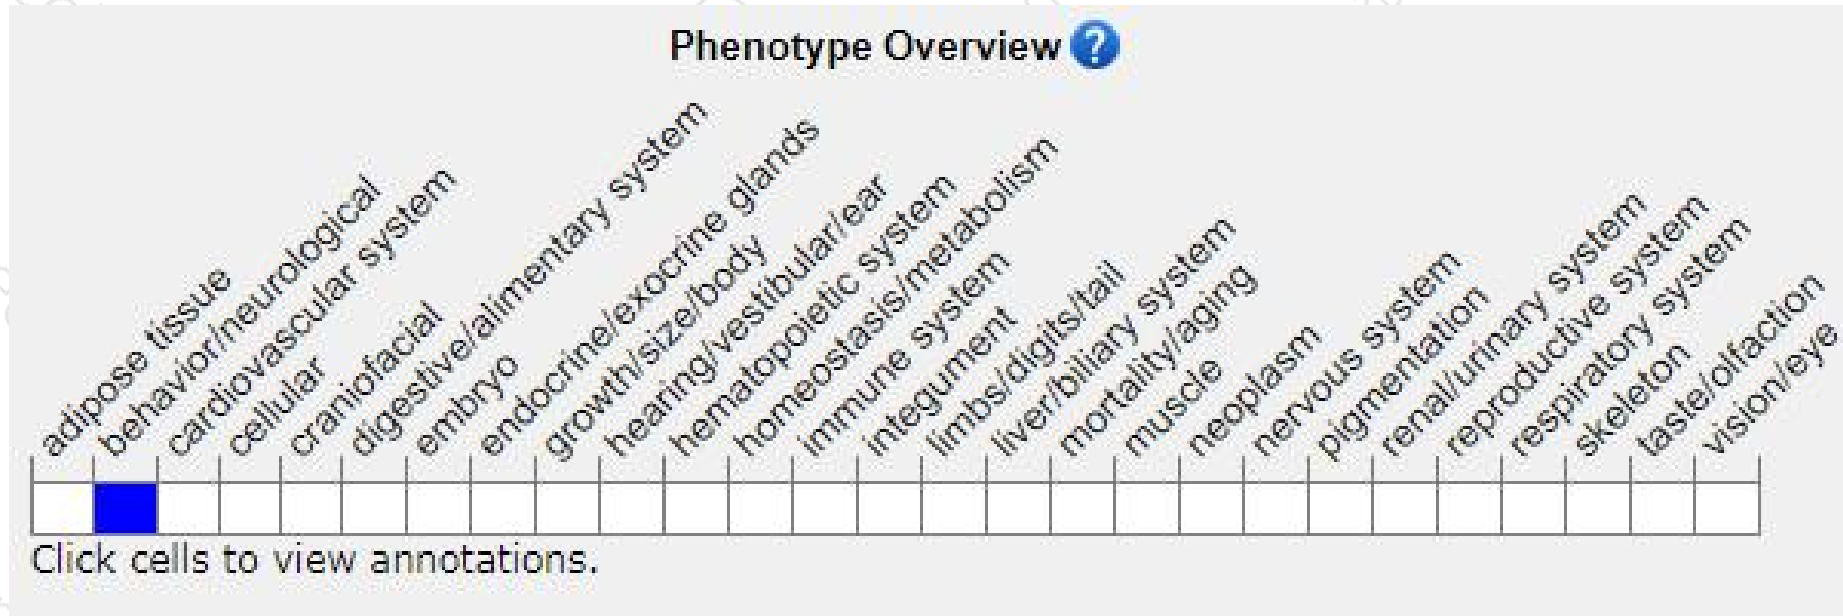 Phenotype Overview ?
adipose tissue
behavior/neurological
cardiovascular system
cellular
craniofacial
digestive/alimentary system
embryo
endocrine/exocrine glands
growth/size/body
hearing/vestibular/ear
hematopoietic system
homeostasis/metabolism
immune system
integument
limbs/digits/tail
liver/biliary system
mortality/aging
muscle
neoplasm
nervous system
pigmentation
renal/urinary system
reproductive system
respiratory system
skeleton
taste/olfaction
vision/eye
Click cells to view annotations.